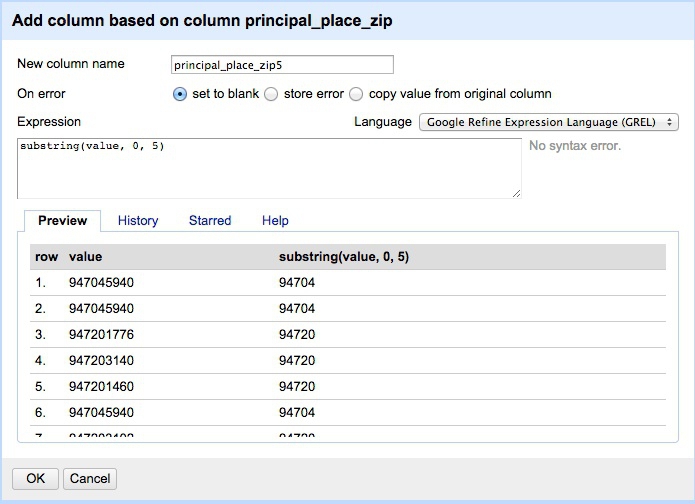 Add column based on column principal_place_zip
New column name principal_place_zip5
On error set to blank store error copy value from original column
Expression Language Google Refine Expression Language (GREL)
substring(value, 0, 5) No syntax error.
Preview History Starred Help
row value substring(value, 0, 5)
1. 947045940 94704
2. 947045940 94704
3. 947201776 94720
4. 947203140 94720
5. 947201460 94720
6. 947045940 94704
OK Cancel